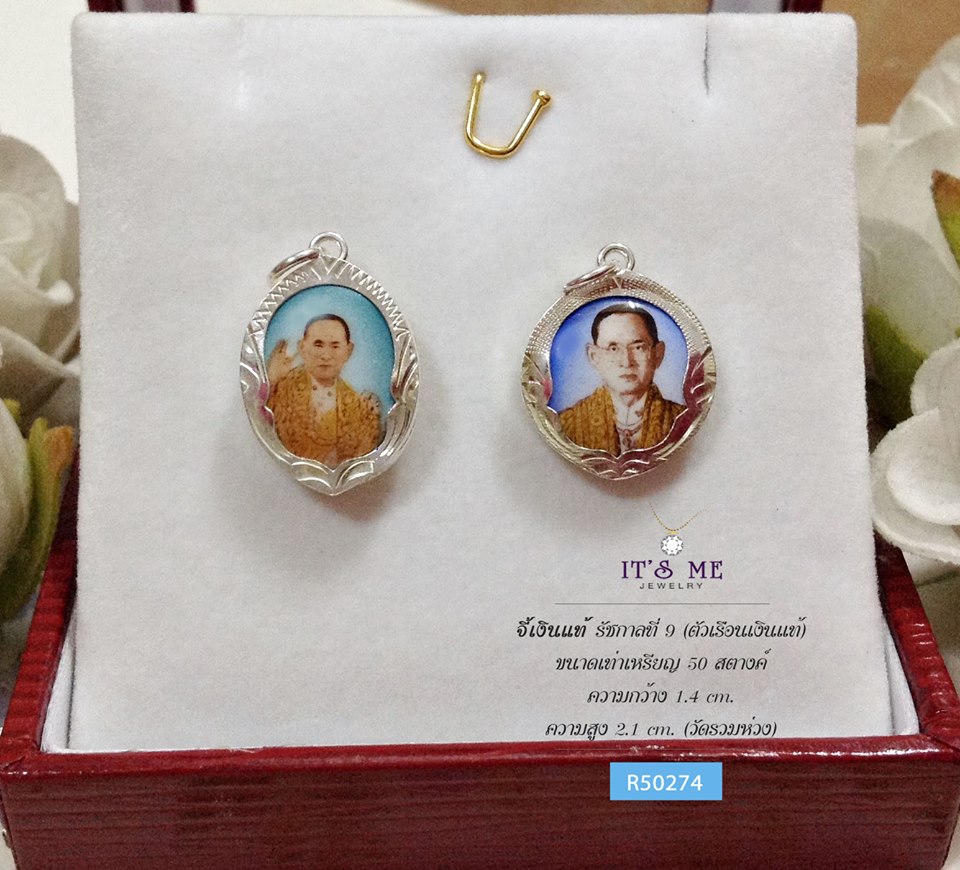 IT'S ME
JEWELRY
จี้เงินแท้ รัชกาลที่ 9 (ตัวเรือนเงินแท้)
ขนาดเท่าเหรียญ 50 สตางค์
ความกว้าง 1.4 cm.
ความสูง 2.1 cm. (วัดรวมห่วง)
R50274